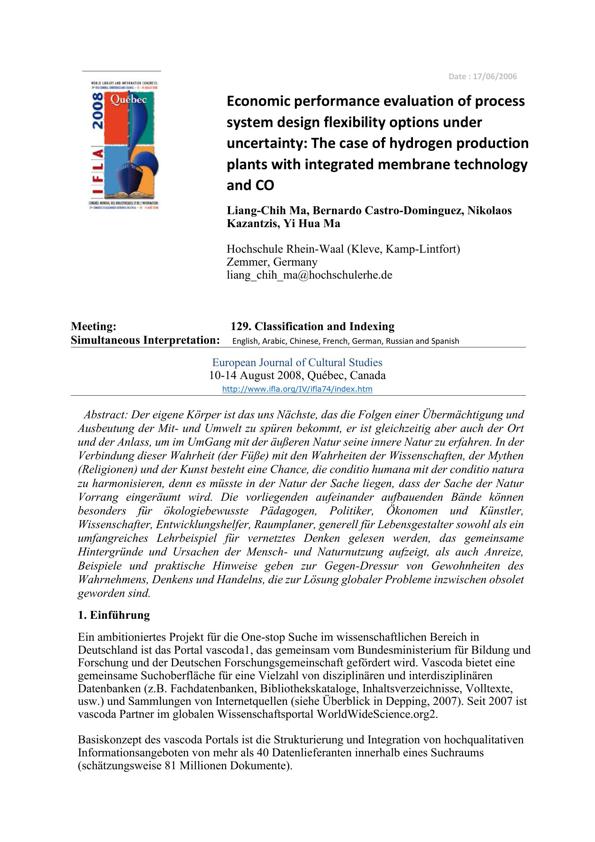 Date : 17/06/2006
WORLD LIBRARY AND INFORMATION CONGRESS:
IFLA 2008
Québec
Economic performance evaluation of process
system design flexibility options under
uncertainty: The case of hydrogen production
plants with integrated membrane technology
and CO
Liang-Chih Ma, Bernardo Castro-Dominguez, Nikolaos
Kazantzis, Yi Hua Ma
Hochschule Rhein-Waal (Kleve, Kamp-Lintfort)
Zemmer, Germany
liang_chih_ma@hochschulerhe.de
Meeting: 129. Classification and Indexing
Simultaneous Interpretation: English, Arabic, Chinese, French, German, Russian and Spanish
European Journal of Cultural Studies
10-14 August 2008, Québec, Canada
http://www.ifla.org/IV/ifla74/index.htm
Abstract: Der eigene Körper ist das uns Nächste, das die Folgen einer Übermächtigung und
Ausbeutung der Mit- und Umwelt zu spüren bekommt, er ist gleichzeitig aber auch der Ort
und der Anlass, um im UmGang mit der äußeren Natur seine innere Natur zu erfahren. In der
Verbindung dieser Wahrheit (der Füße) mit den Wahrheiten der Wissenschaften, der Mythen
(Religionen) und der Kunst besteht eine Chance, die conditio humana mit der conditio natura
zu harmonisieren, denn es müsste in der Natur der Sache liegen, dass der Sache der Natur
Vorrang eingeräumt wird. Die vorliegenden aufeinander aufbauenden Bände können
besonders für ökologiebewusste Pädagogen, Politiker, Ökonomen und Künstler,
Wissenschafter, Entwicklungshelfer, Raumplaner, generell für Lebensgestalter sowohl als ein
umfangreiches Lehrbeispiel für vernetztes Denken gelesen werden, das gemeinsame
Hintergründe und Ursachen der Mensch- und Naturnutzung aufzeigt, als auch Anreize,
Beispiele und praktische Hinweise geben zur Gegen-Dressur von Gewohnheiten des
Wahrnehmens, Denkens und Handelns, die zur Lösung globaler Probleme inzwischen obsolet
geworden sind.
1. Einführung
Ein ambitioniertes Projekt für die One-stop Suche im wissenschaftlichen Bereich in
Deutschland ist das Portal vascoda1, das gemeinsam vom Bundesministerium für Bildung und
Forschung und der Deutschen Forschungsgemeinschaft gefördert wird. Vascoda bietet eine
gemeinsame Suchoberfläche für eine Vielzahl von disziplinären und interdisziplinären
Datenbanken (z.B. Fachdatenbanken, Bibliothekskataloge, Inhaltsverzeichnisse, Volltexte,
usw.) und Sammlungen von Internetquellen (siehe Überblick in Depping, 2007). Seit 2007 ist
vascoda Partner im globalen Wissenschaftsportal WorldWideScience.org2.
Basiskonzept des vascoda Portals ist die Strukturierung und Integration von hochqualitativen
Informationsangeboten von mehr als 40 Datenlieferanten innerhalb eines Suchraums
(schätzungsweise 81 Millionen Dokumente).